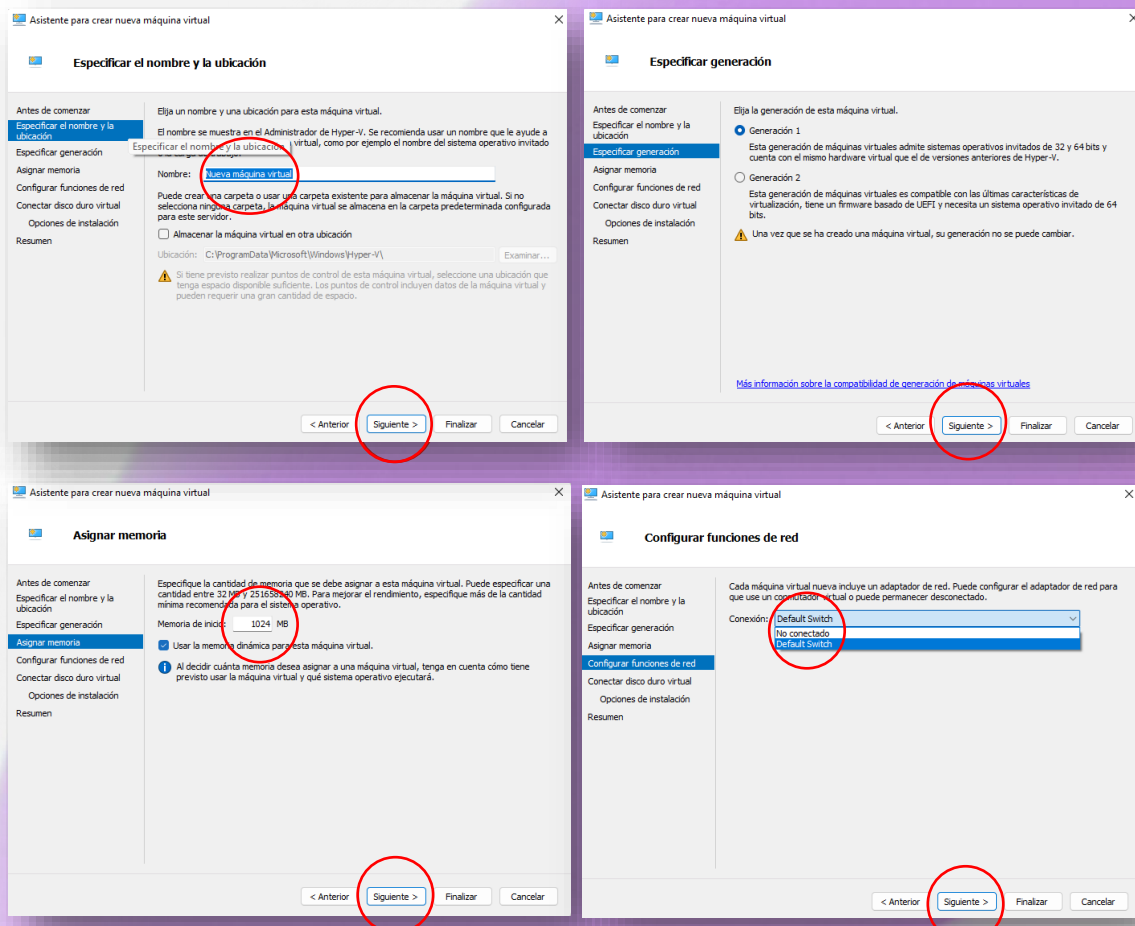 Asistente para crear nueva máquina virtual
Especificar el nombre y la ubicación
Antes de comenzar
Especificar el nombre y la
ubicación
Especificar generación
Asignar memoria
Configurar funciones de red
Conectar disco duro virtual
Opciones de instalación
Resumen
Elija un nombre y una ubicación para esta máquina virtual.
El nombre se muestra en el Administrador de Hyper-V. Se recomienda usar un nombre que le ayude a
virtual, como por ejemplo el nombre del sistema operativo invitado
Especificar el nombre y la ubicación
Nombre: Nueva máquina virtual
Puede crear una carpeta o usar una carpeta existente para almacenar la máquina virtual. Si no
selecciona ninguna carpeta, la máquina virtual se almacena en la carpeta predeterminada configurada
para este servidor.
Almacenar la máquina virtual en otra ubicación
Ubicación: C:\ProgramData\Microsoft\Windows\Hyper-V\ Examinar...
Si tiene previsto realizar puntos de control de esta máquina virtual, seleccione una ubicación que
tenga espacio disponible suficiente. Los puntos de control incluyen datos de la máquina virtual y
pueden requerir una gran cantidad de espacio.
< Anterior Siguiente > Finalizar Cancelar
Asistente para crear nueva máquina virtual
Especificar generación
Antes de comenzar
Especificar el nombre y la
ubicación
Especificar generación
Asignar memoria
Configurar funciones de red
Conectar disco duro virtual
Opciones de instalación
Resumen
Elija la generación de esta máquina virtual.
Generación 1
Esta generación de máquinas virtuales admite sistemas operativos invitados de 32 y 64 bits y
cuenta con el mismo hardware virtual que el de versiones anteriores de Hyper-V.
Generación 2
Esta generación de máquinas virtuales es compatible con las últimas características de
virtualización, tiene un firmware basado de UEFI y necesita un sistema operativo invitado de 64
bits.
Una vez que se ha creado una máquina virtual, su generación no se puede cambiar.
Más información sobre la compatibilidad de generación de máquinas virtuales
< Anterior Siguiente > Finalizar Cancelar
Asistente para crear nueva máquina virtual
Asignar memoria
Antes de comenzar
Especificar el nombre y la
ubicación
Especificar generación
Asignar memoria
Configurar funciones de red
Conectar disco duro virtual
Opciones de instalación
Resumen
Especifique la cantidad de memoria que se debe asignar a esta máquina virtual. Puede especificar una
cantidad entre 32 MB y 251658240 MB. Para mejorar el rendimiento, especifique más de la cantidad
mínima recomendada para el sistema operativo.
Memoria de inicio: 1024 MB
Usar la memoria dinámica para esta máquina virtual.
Al decidir cuánta memoria desea asignar a una máquina virtual, tenga en cuenta cómo tiene
previsto usar la máquina virtual y qué sistema operativo ejecutará.
< Anterior Siguiente > Finalizar Cancelar
Asistente para crear nueva máquina virtual
Configurar funciones de red
Antes de comenzar
Especificar el nombre y la
ubicación
Especificar generación
Asignar memoria
Configurar funciones de red
Conectar disco duro virtual
Opciones de instalación
Resumen
Cada máquina virtual nueva incluye un adaptador de red. Puede configurar el adaptador de red para
que use un conmutador virtual o puede permanecer desconectado.
Conexión: Default Switch
No conectado
Default Switch
< Anterior Siguiente > Finalizar Cancelar